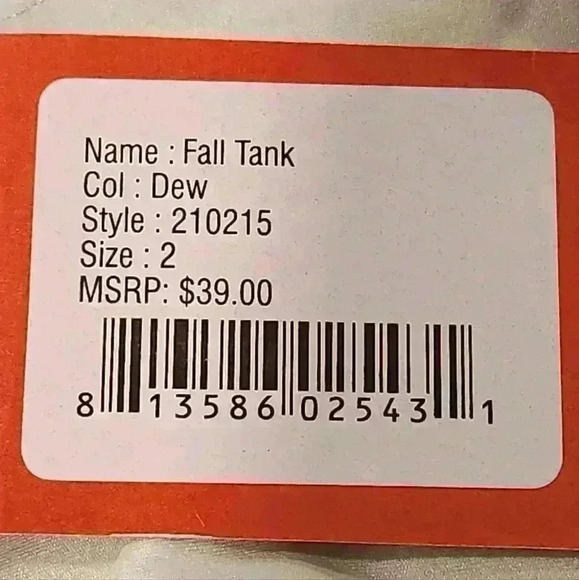 Name : Fall Tank
Col : Dew
Style : 210215
Size : 2
MSRP: $39.00
8 13586 02543 1